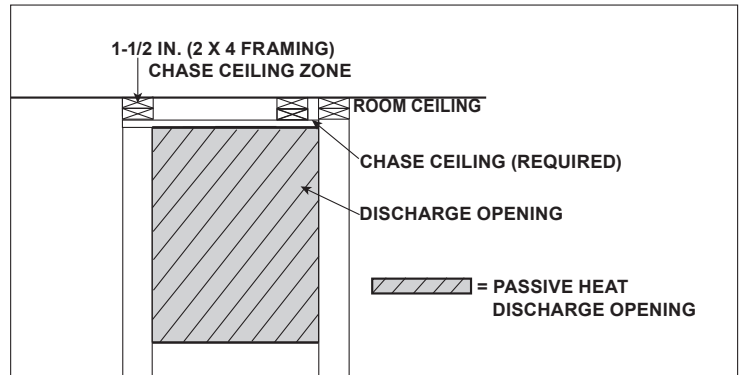 1-1/2 IN. (2 X 4 FRAMING)
CHASE CEILING ZONE
ROOM CEILING
CHASE CEILING (REQUIRED)
DISCHARGE OPENING
= PASSIVE HEAT
DISCHARGE OPENING